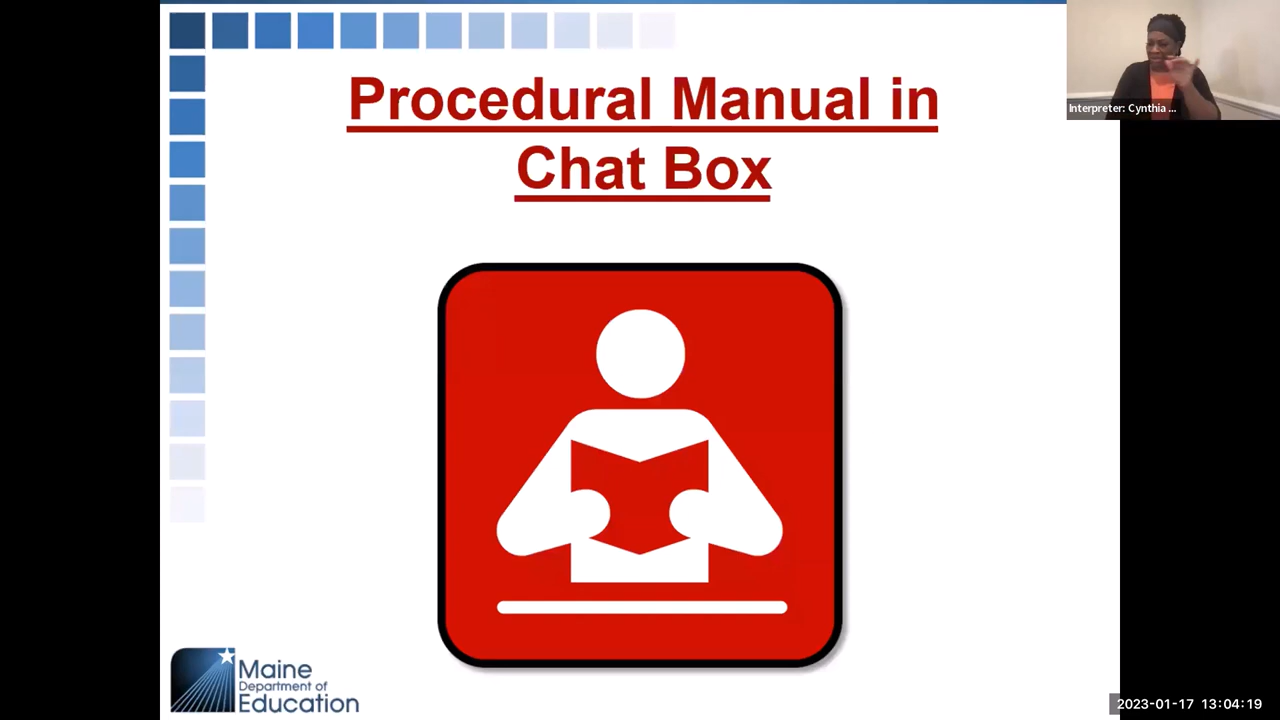 Procedural Manual in
Chat Box
Interpreter: Cynthia ...
Maine
Department of
Education
2023-01-17 13:04:19